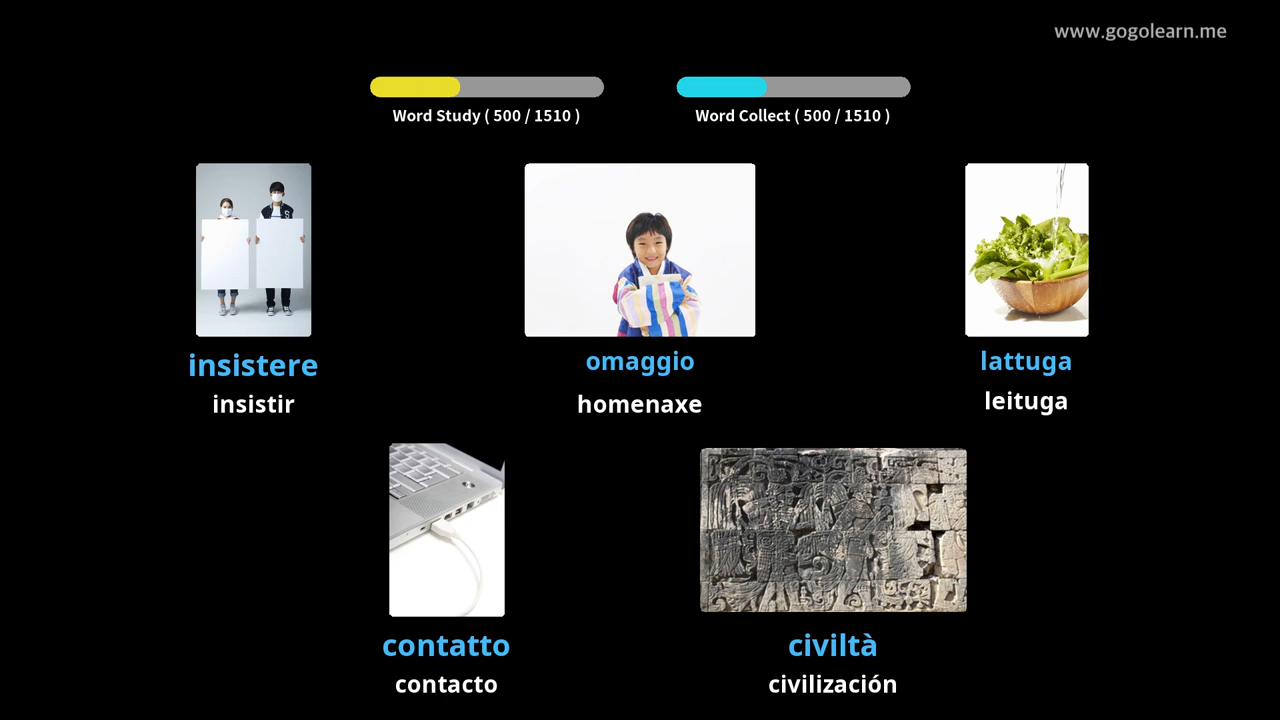 www.gogolearn.me
Word Study ( 500 / 1510 )
Word Collect ( 500 / 1510 )
insistere
insistir
omaggio
homenaxe
lattuga
leituga
contatto
contacto
civiltà
civilización